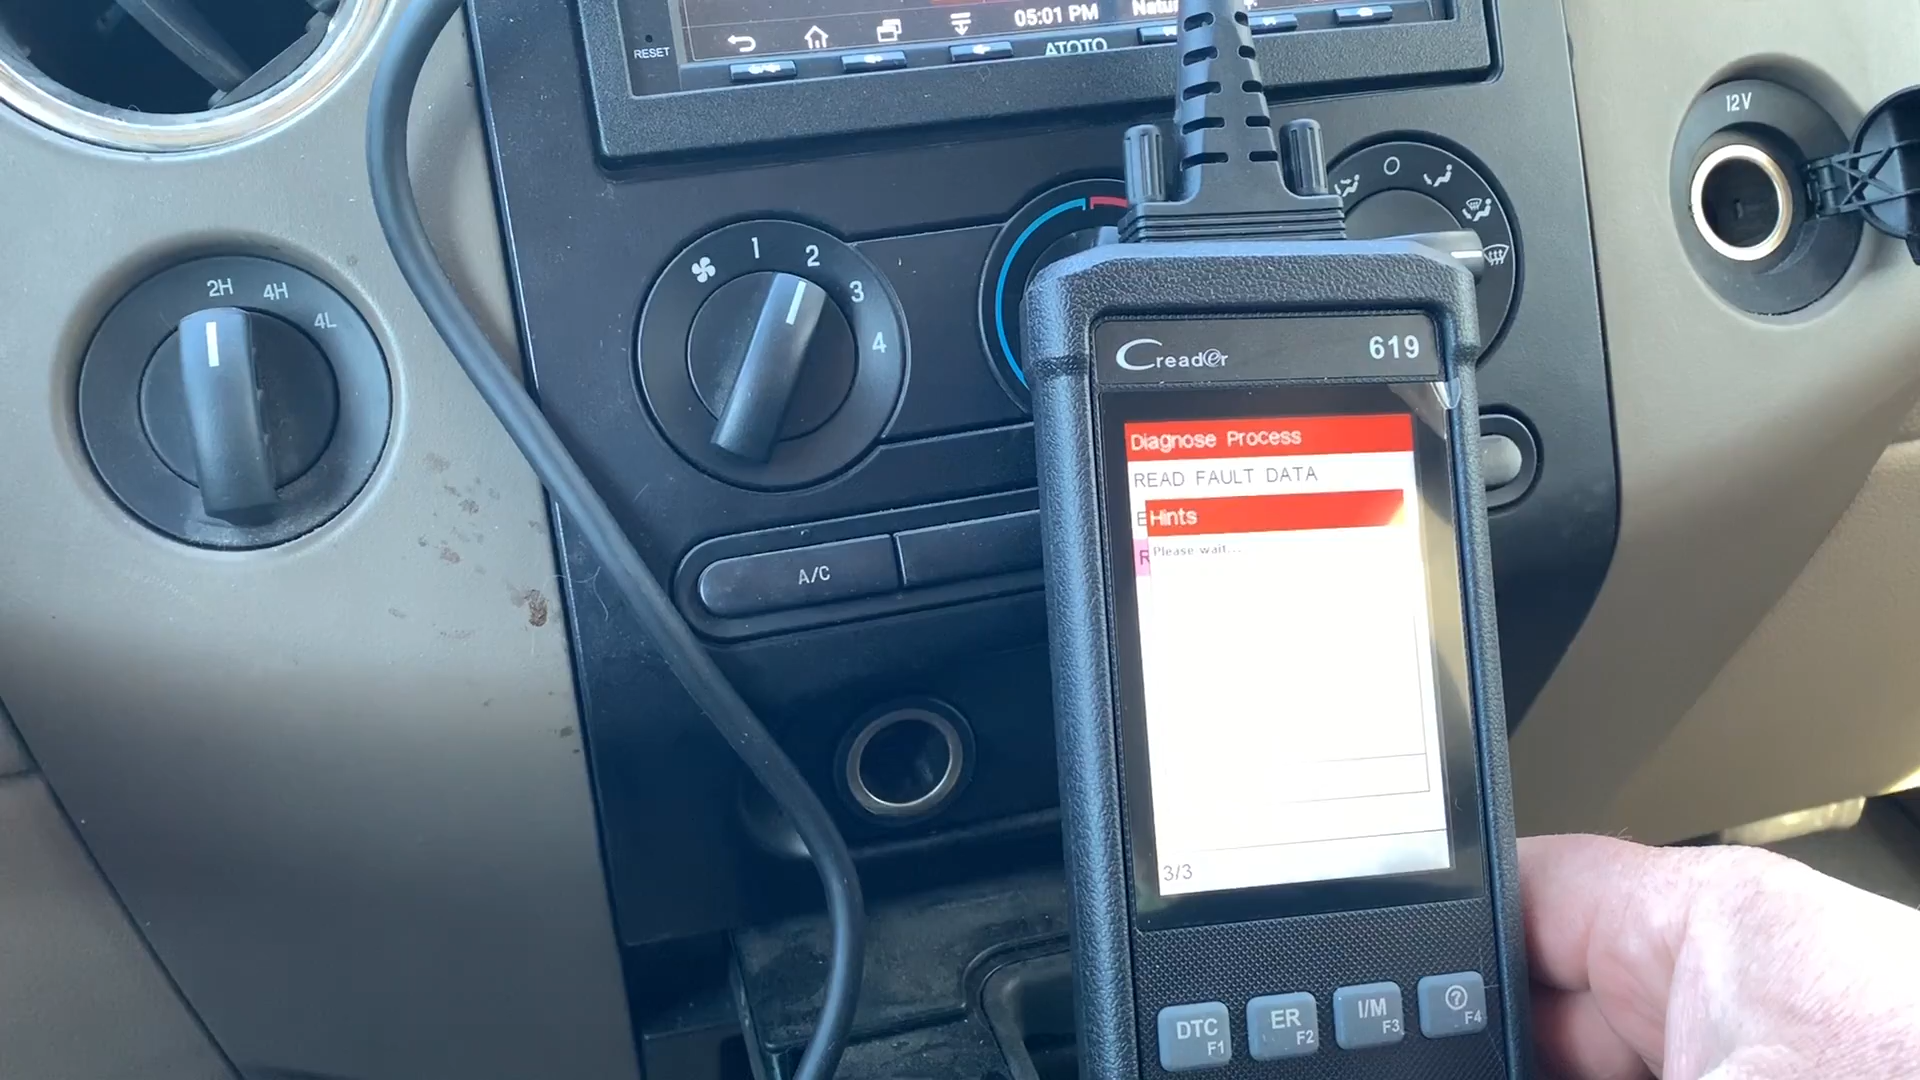 RESET
05:01 PM
Natu
ATOTO
12V
2H
4H
4L
1
2
3
4
A/C
Creader
619
Diagnose Process
READ FAULT DATA
E
Hints
R
Please wait...
3/3
DTC
F1
ER
F2
I/M
F3
?
F4